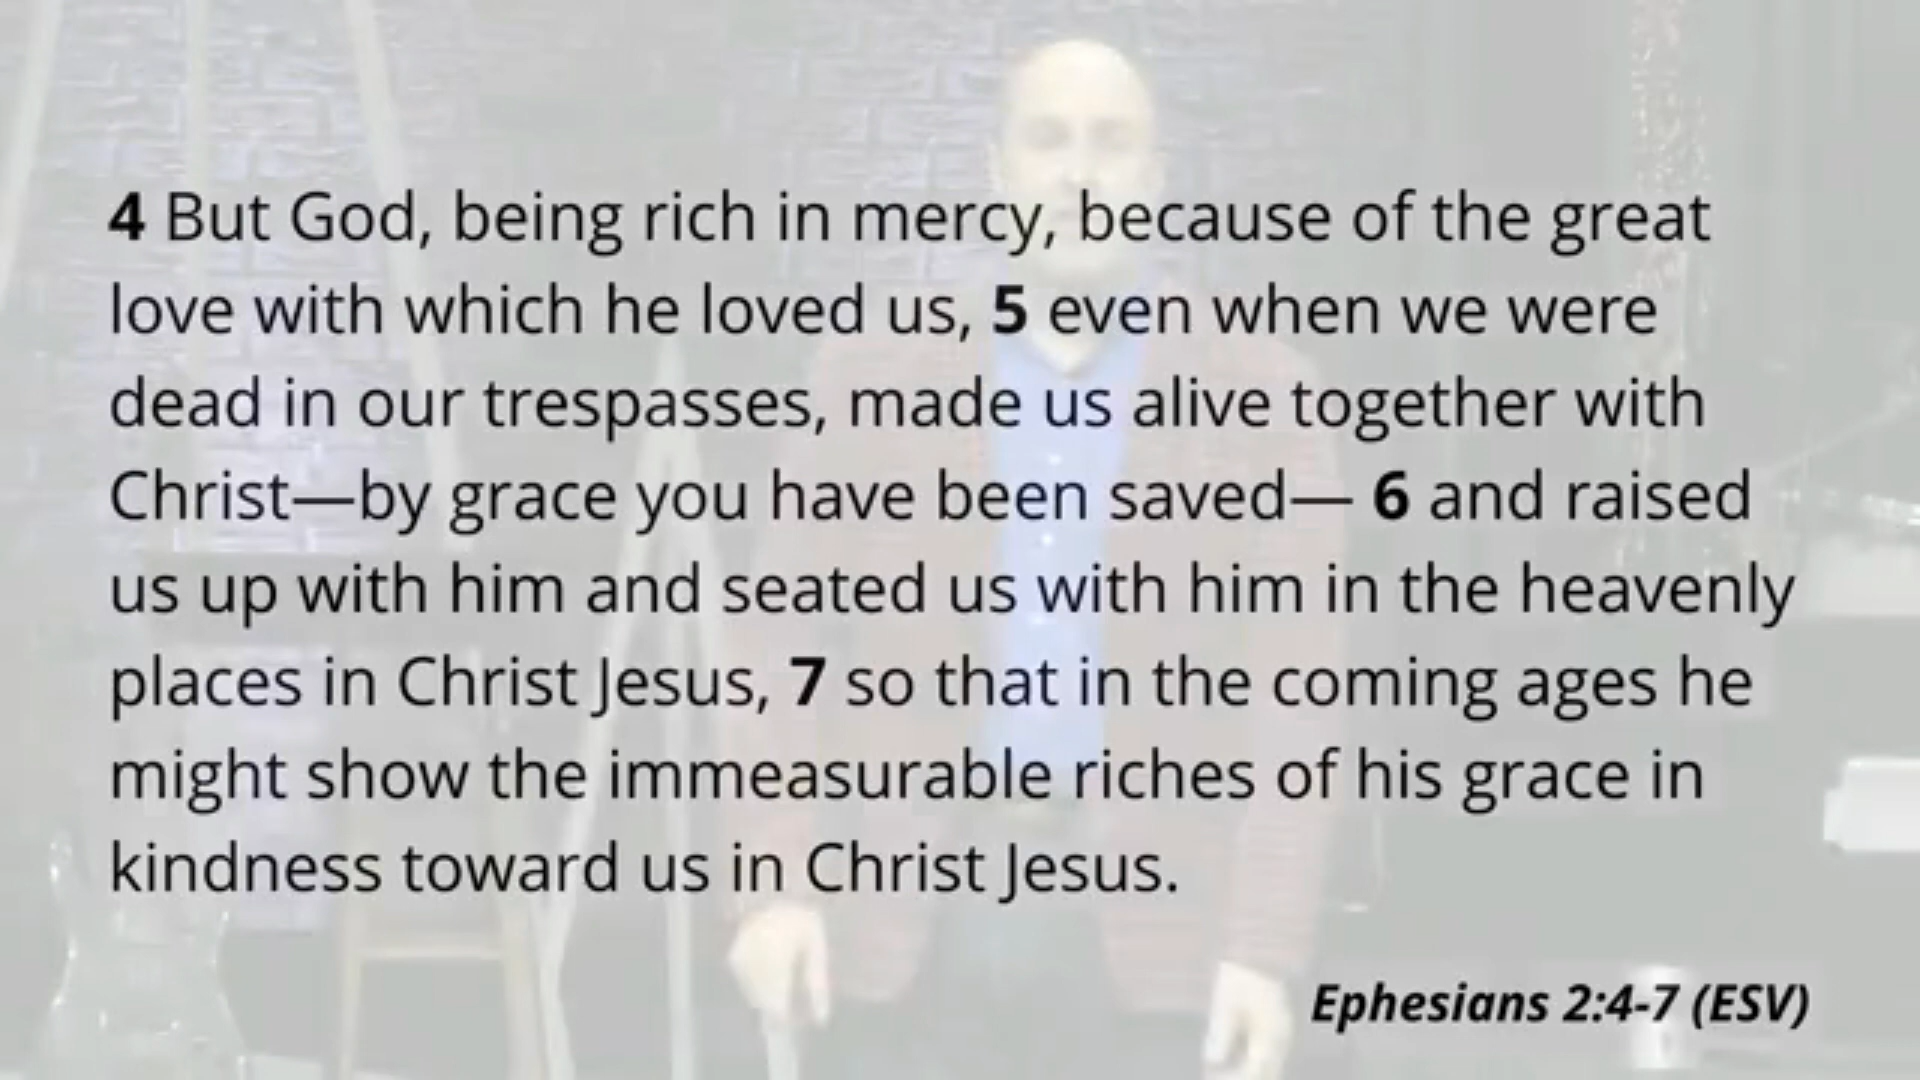 4 But God, being rich in mercy, because of the great
love with which he loved us, 5 even when we were
dead in our trespasses, made us alive together with
Christ—by grace you have been saved— 6 and raised
us up with him and seated us with him in the heavenly
places in Christ Jesus, 7 so that in the coming ages he
might show the immeasurable riches of his grace in
kindness toward us in Christ Jesus.
Ephesians 2:4-7 (ESV)